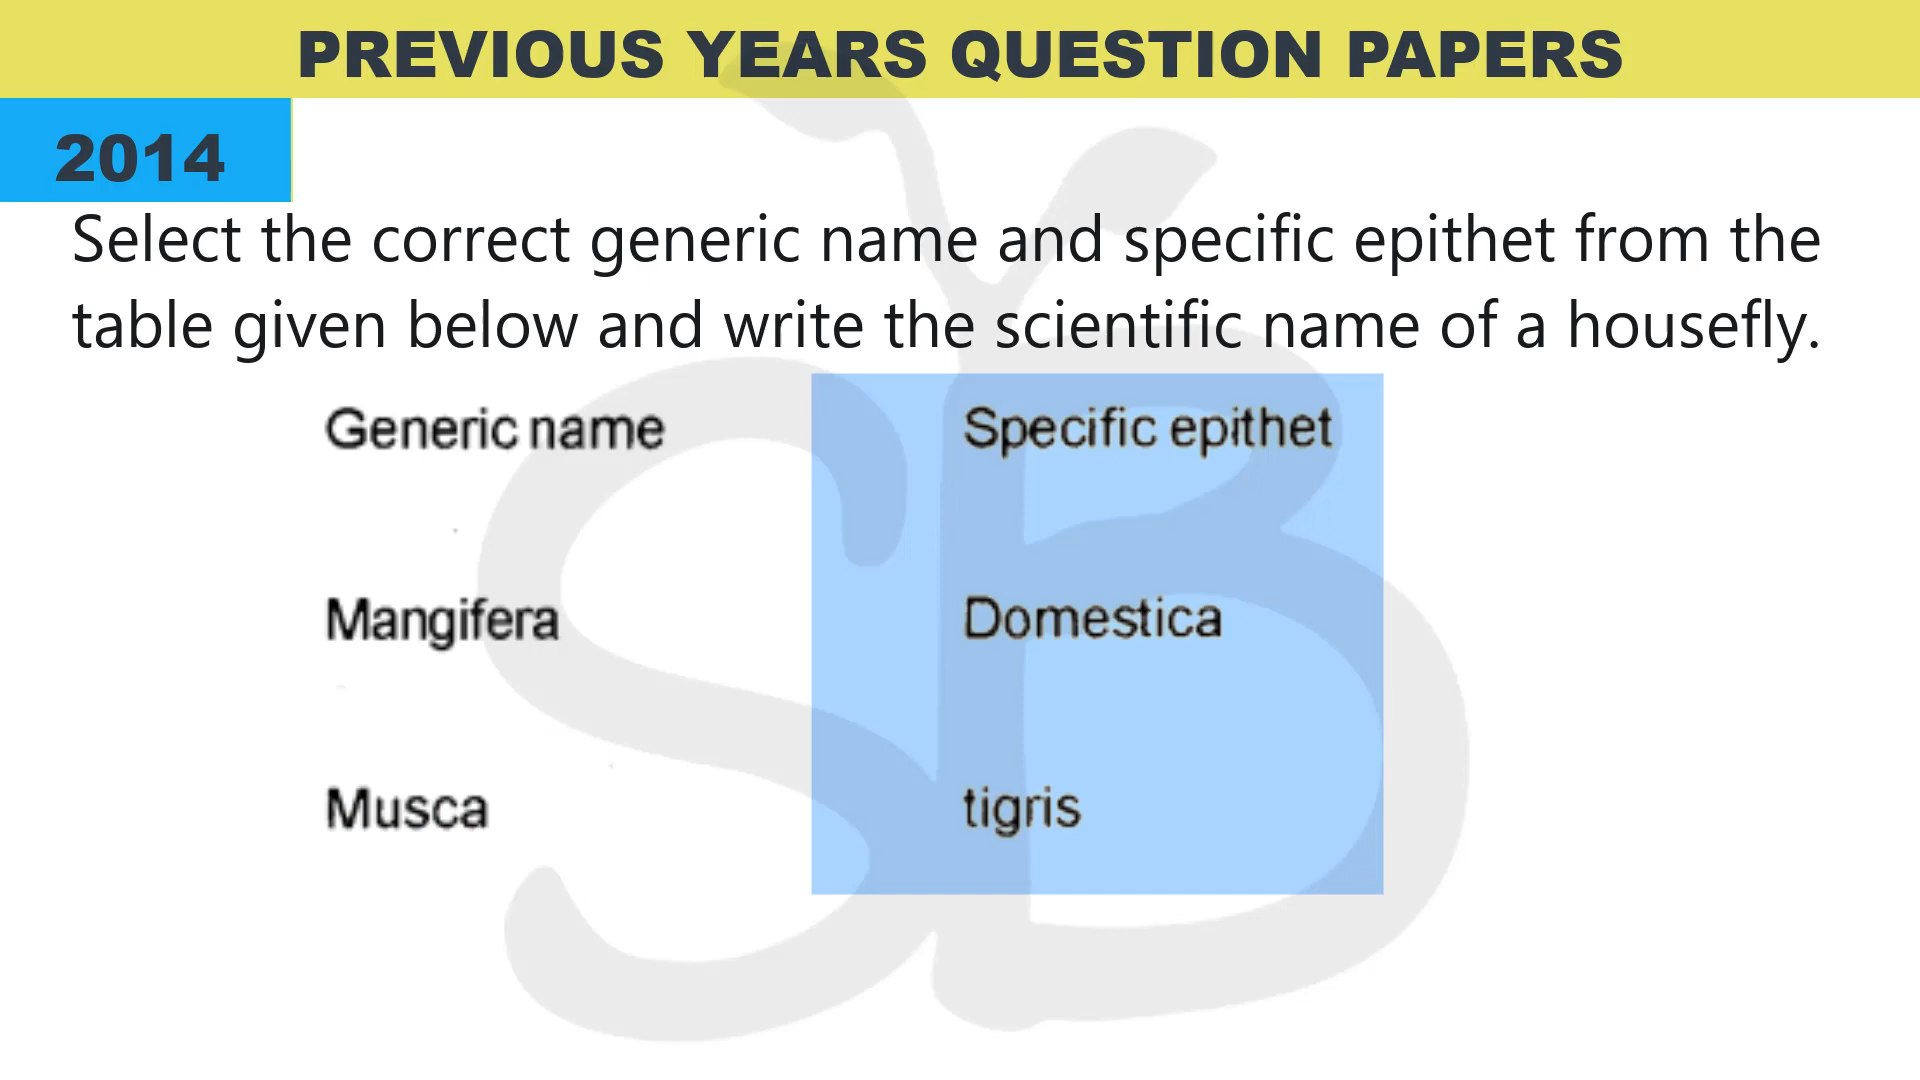 PREVIOUS YEARS QUESTION PAPERS
2014
Select the correct generic name and specific epithet from the
table given below and write the scientific name of a housefly.
Generic name Specific epithet
Mangifera Domestica
Musca tigris
SB